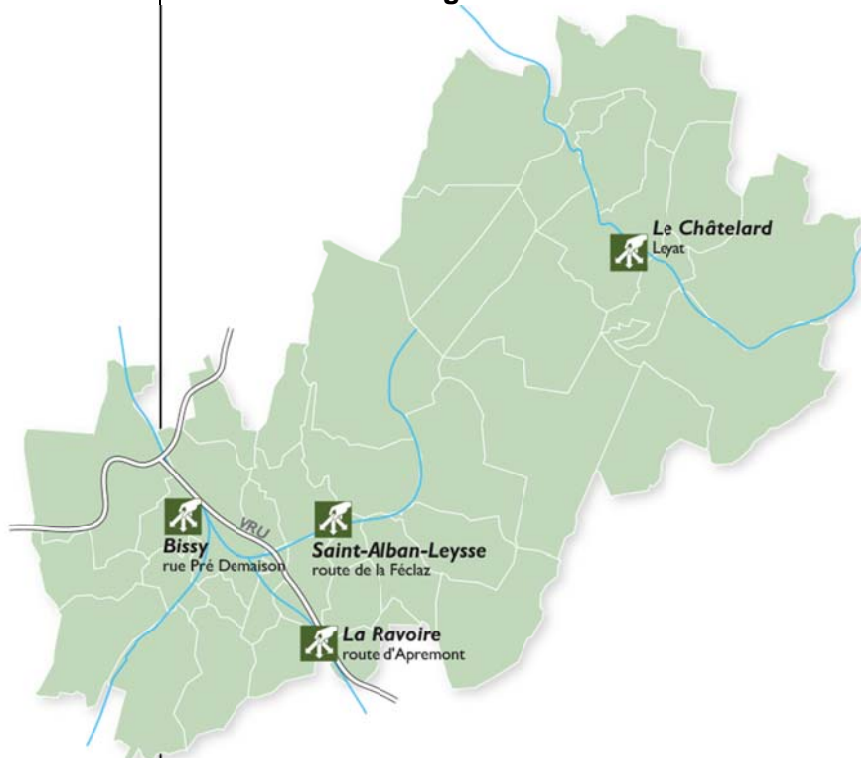 Le Châtelard
Leyat
VRU
Bissy
rue Pré Demaison
Saint-Alban-Leysse
route de la Féclaz
La Ravoire
route d'Apremont